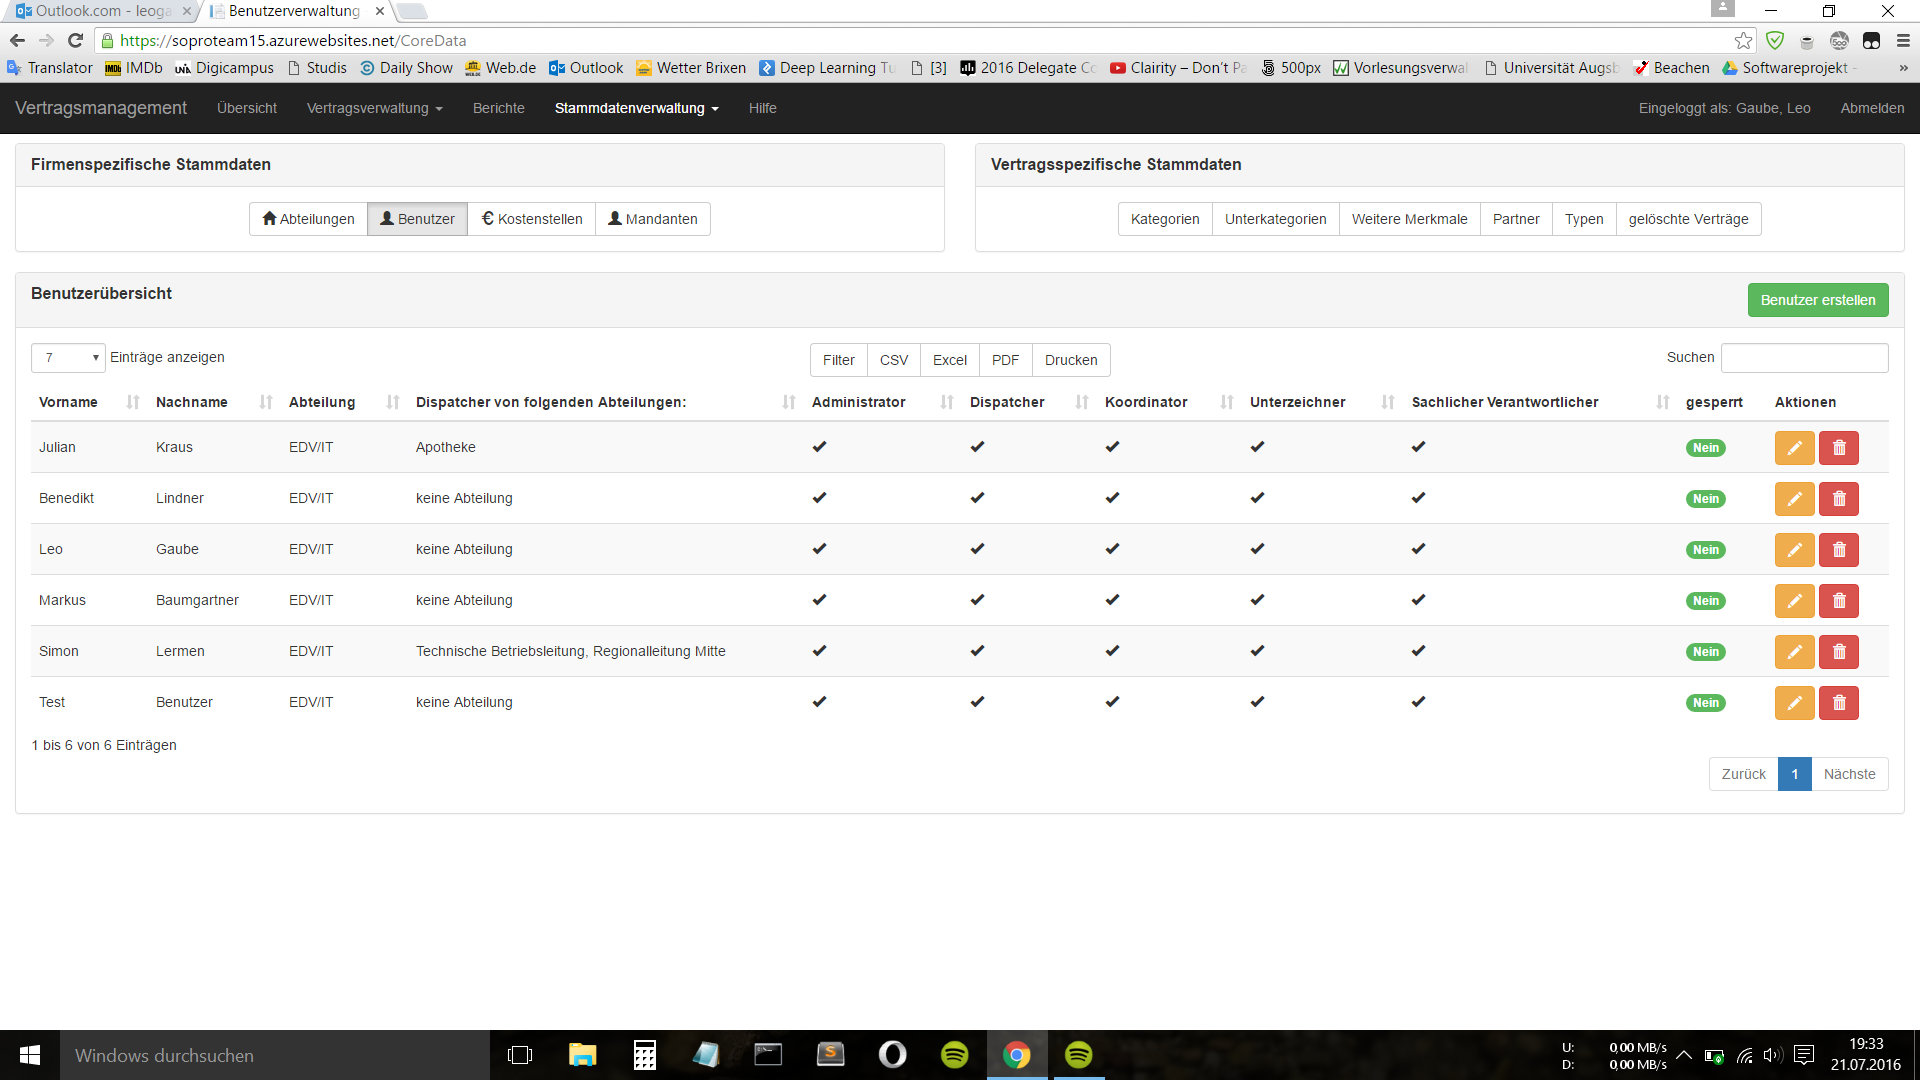 Outlook.com - leoga
Benutzerverwaltung
https://soproteam15.azurewebsites.net/CoreData
Translator IMDb Digicampus Studis Daily Show Web.de Outlook Wetter Brixen Deep Learning Tu [3] 2016 Delegate Co Clairity – Don't Pa 500px Vorlesungsverwal Universität Augsb Beachen Softwareprojekt - »
Vertragsmanagement Übersicht Vertragsverwaltung Berichte Stammdatenverwaltung Hilfe Eingeloggt als: Gaube, Leo Abmelden
Firmenspezifische Stammdaten
Abteilungen Benutzer € Kostenstellen Mandanten
Vertragsspezifische Stammdaten
Kategorien Unterkategorien Weitere Merkmale Partner Typen gelöschte Verträge
Benutzerübersicht Benutzer erstellen
7 Einträge anzeigen Filter CSV Excel PDF Drucken Suchen
Vorname Nachname Abteilung Dispatcher von folgenden Abteilungen: Administrator Dispatcher Koordinator Unterzeichner Sachlicher Verantwortlicher gesperrt Aktionen
Julian Kraus EDV/IT Apotheke Nein
Benedikt Lindner EDV/IT keine Abteilung Nein
Leo Gaube EDV/IT keine Abteilung Nein
Markus Baumgartner EDV/IT keine Abteilung Nein
Simon Lermen EDV/IT Technische Betriebsleitung, Regionalleitung Mitte Nein
Test Benutzer EDV/IT keine Abteilung Nein
1 bis 6 von 6 Einträgen
Zurück 1 Nächste
Windows durchsuchen
U: 0,00 MB/s
D: 0,00 MB/s
19:33
21.07.2016